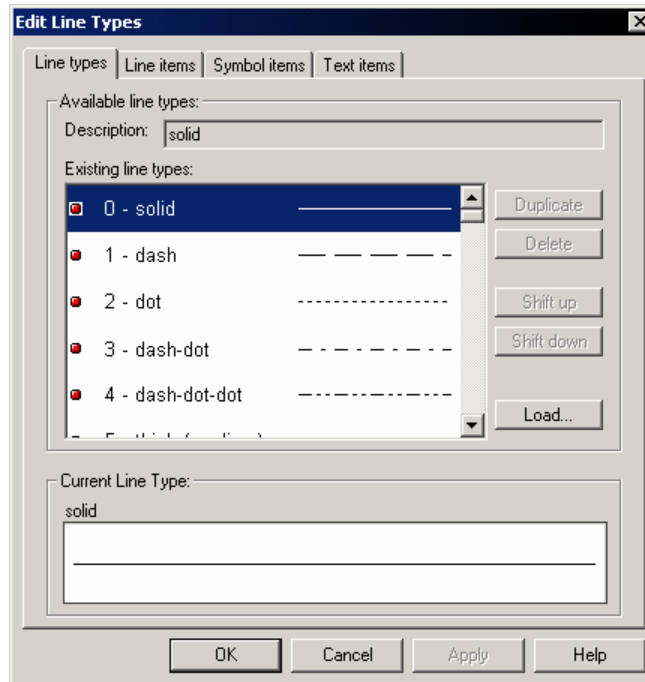 Edit Line Types
Line types
Line items
Symbol items
Text items
Available line types:
Description: solid
Existing line types:
0 - solid
1 - dash
2 - dot
3 - dash-dot
4 - dash-dot-dot
Duplicate
Delete
Shift up
Shift down
Load...
Current Line Type:
solid
OK
Cancel
Apply
Help